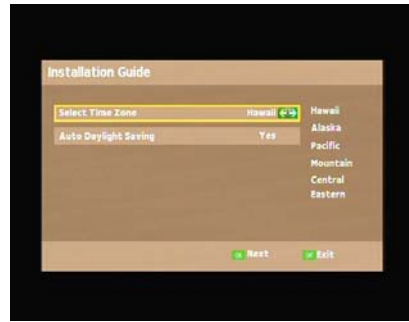 Installation Guide
Select Time Zone Hawaii
Auto Daylight Saving Yes
Hawaii
Alaska
Pacific
Mountain
Central
Eastern
Next Exit